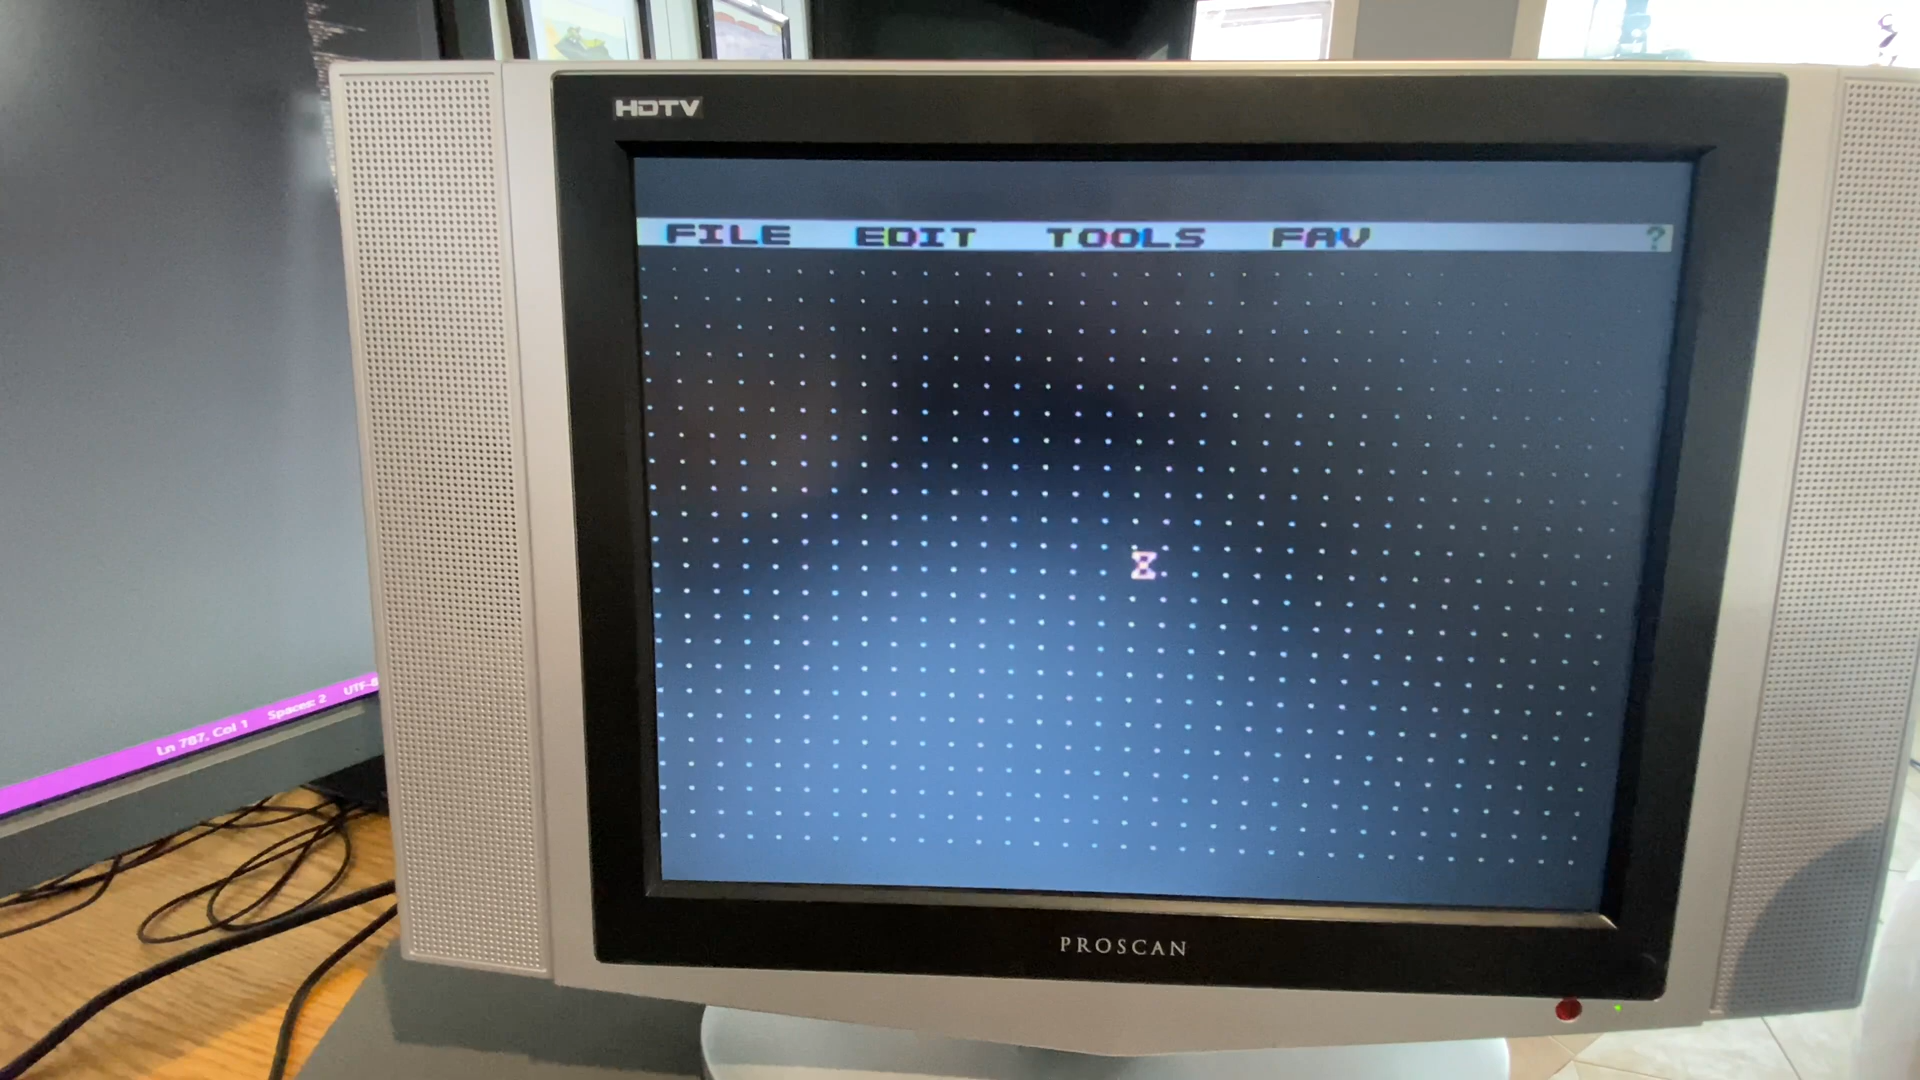 HDTV
FILE EDIT TOOLS FAV ?
Ln 787, Col 1 Spaces: 2 UTF-8
PROSCAN